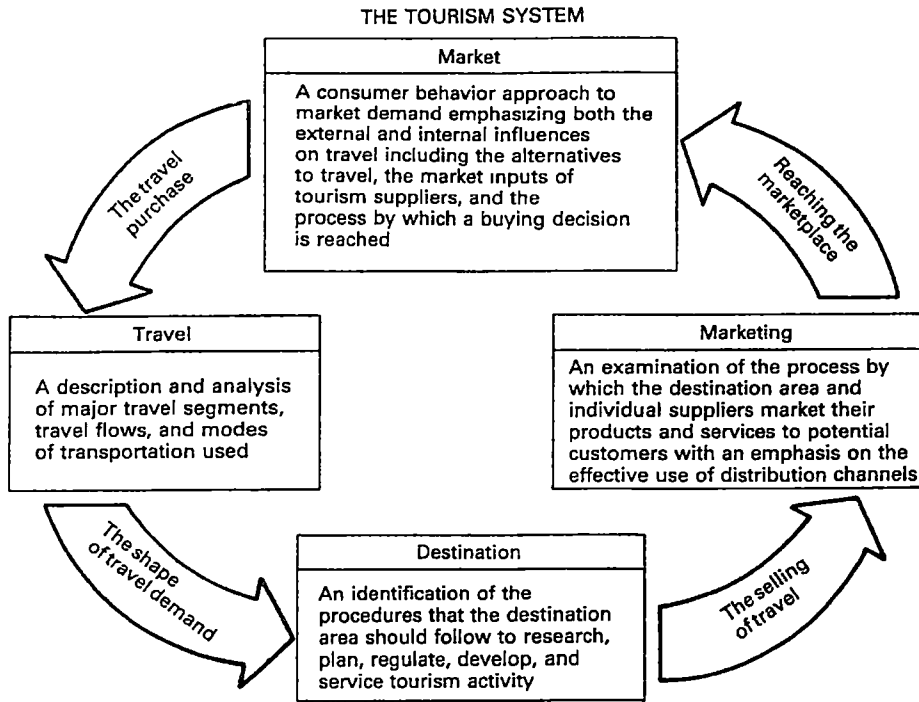 THE TOURISM SYSTEM
Market
A consumer behavior approach to
market demand emphasizing both the
external and internal influences
on travel including the alternatives
to travel, the market inputs of
tourism suppliers, and the
process by which a buying decision
is reached
The travel
purchase
Reaching the
marketplace
Travel
A description and analysis
of major travel segments,
travel flows, and modes
of transportation used
Marketing
An examination of the process by
which the destination area and
individual suppliers market their
products and services to potential
customers with an emphasis on the
effective use of distribution channels
The shape
of travel demand
Destination
An identification of the
procedures that the destination
area should follow to research,
plan, regulate, develop, and
service tourism activity
The selling
of travel